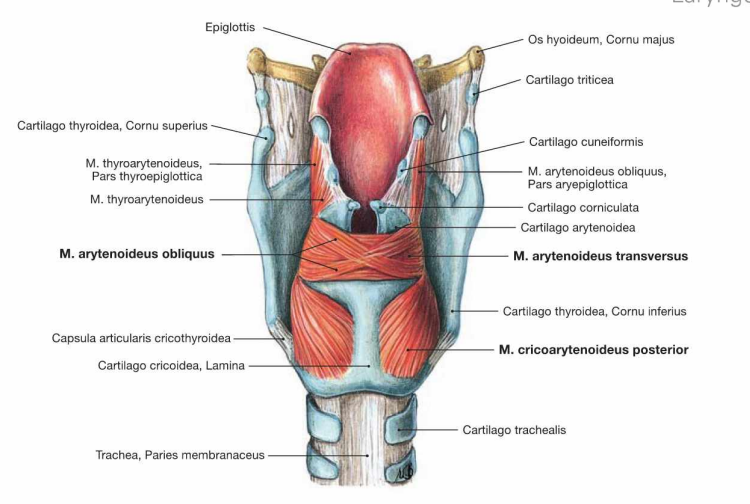 Epiglottis
Os hyoideum, Cornu majus
Cartilago triticea
Cartilago thyroidea, Cornu superius
Cartilago cuneiformis
M. thyroarytenoideus,
Pars thyroepiglottica
M. arytenoideus obliquus,
Pars aryepiglottica
M. thyroarytenoideus
Cartilago corniculata
Cartilago arytenoidea
M. arytenoideus obliquus
M. arytenoideus transversus
Cartilago thyroidea, Cornu inferius
Capsula articularis cricothyroidea
M. cricoarytenoideus posterior
Cartilago cricoidea, Lamina
Cartilago trachealis
Trachea, Paries membranaceus